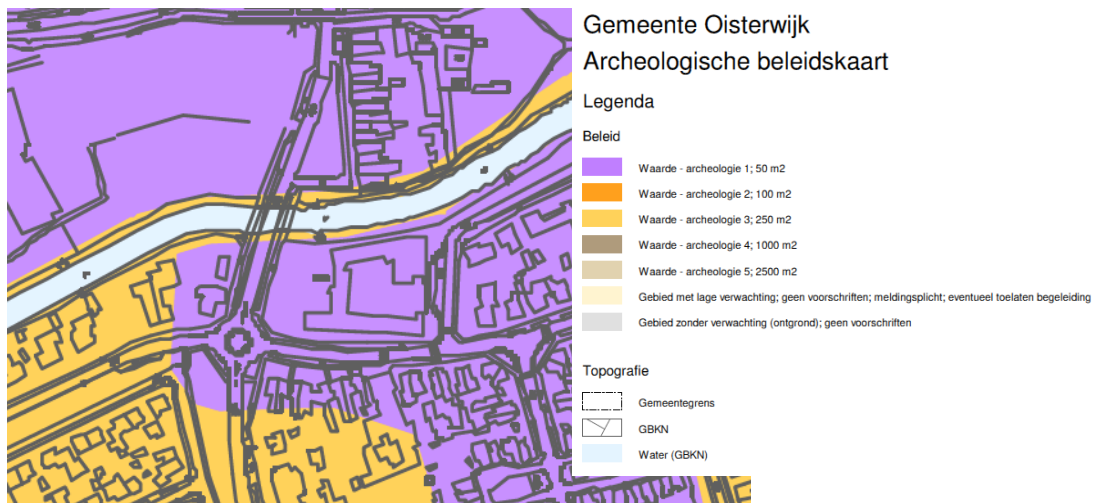 Gemeente Oisterwijk
Archeologische beleidskaart
Legenda
Beleid
Waarde - archeologie 1; 50 m2
Waarde - archeologie 2; 100 m2
Waarde - archeologie 3; 250 m2
Waarde - archeologie 4; 1000 m2
Waarde - archeologie 5; 2500 m2
Gebied met lage verwachting; geen voorschriften; meldingsplicht; eventueel toelaten begeleiding
Gebied zonder verwachting (ontgrond); geen voorschriften
Topografie
Gemeentegrens
GBKN
Water (GBKN)